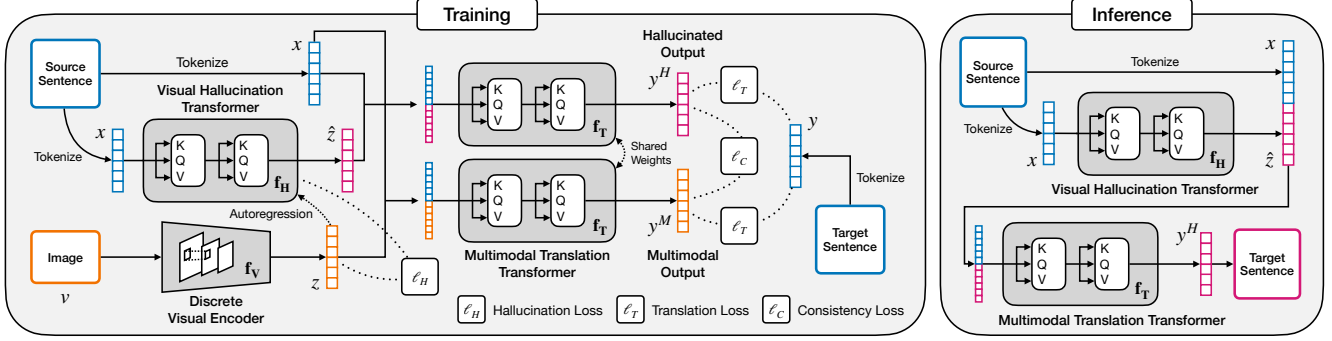 Training
Source
Sentence
Tokenize
x
Visual Hallucination
Transformer
Tokenize
x
K
Q
V
K
Q
V
f_H
ẑ
Autoregression
Image
v
f_V
Discrete
Visual Encoder
z
ℓ_H
K
Q
V
K
Q
V
f_T
Shared
Weights
K
Q
V
K
Q
V
f_T
Multimodal Translation
Transformer
Hallucinated
Output
y^H
ℓ_T
ℓ_C
ℓ_T
y
y^M
Multimodal
Output
Tokenize
Target
Sentence
ℓ_H Hallucination Loss
ℓ_T Translation Loss
ℓ_C Consistency Loss
Inference
Source
Sentence
Tokenize
x
Tokenize
x
K
Q
V
K
Q
V
f_H
ẑ
Visual Hallucination Transformer
K
Q
V
K
Q
V
f_T
y^H
Target
Sentence
Multimodal Translation Transformer